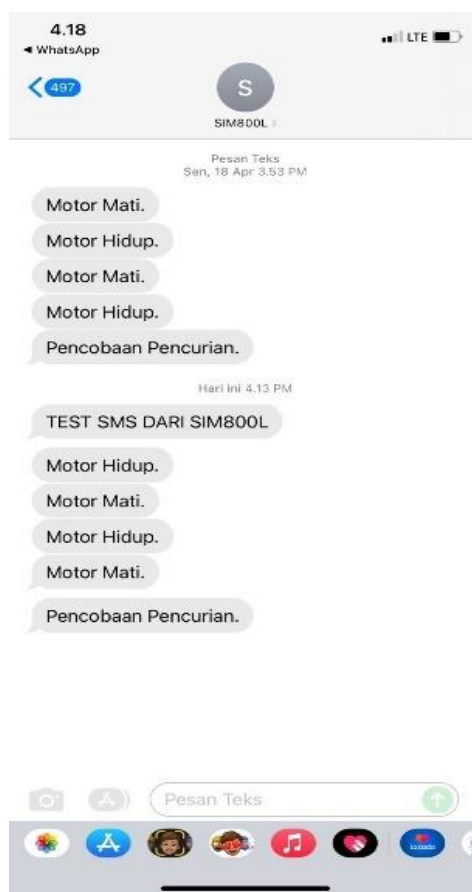 4.18
LTE
WhatsApp
497
S
SIM800L
Pesan Teks
Sen, 18 Apr 3.53 PM
Motor Mati.
Motor Hidup.
Motor Mati.
Motor Hidup.
Pencobaan Pencurian.
Hari ini 4.13 PM
TEST SMS DARI SIM800L
Motor Hidup.
Motor Mati.
Motor Hidup.
Motor Mati.
Pencobaan Pencurian.
Pesan Teks
Lazada